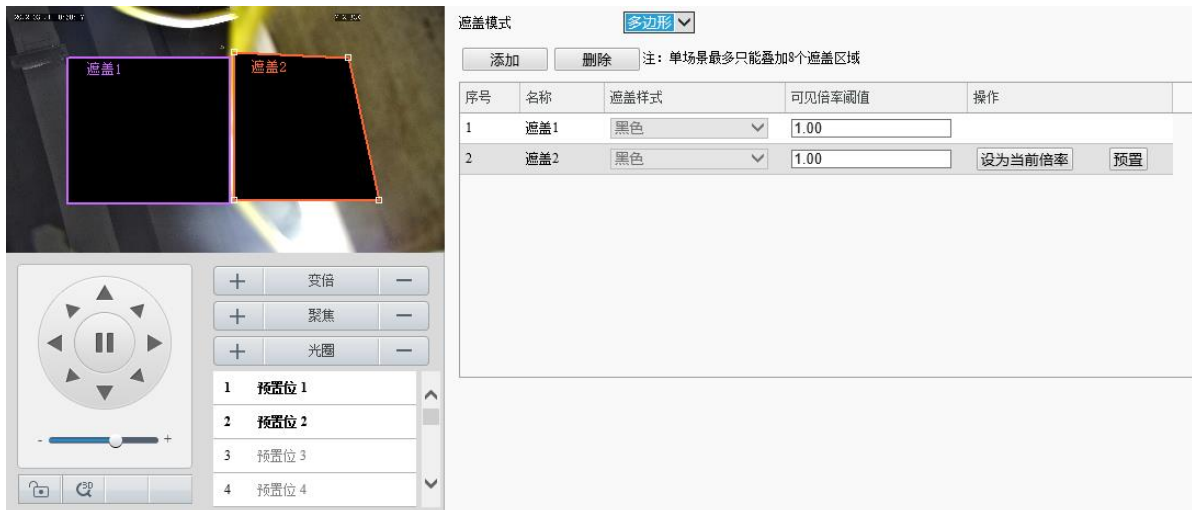 遮盖1
遮盖2
变倍
聚焦
光圈
1 预置位 1
2 预置位 2
3 预置位 3
4 预置位 4
- +
3D
遮盖模式 多边形
添加 删除 注：单场景最多只能叠加8个遮盖区域
序号 名称 遮盖样式 可见倍率阈值 操作
1 遮盖1 黑色 1.00
2 遮盖2 黑色 1.00 设为当前倍率 预置